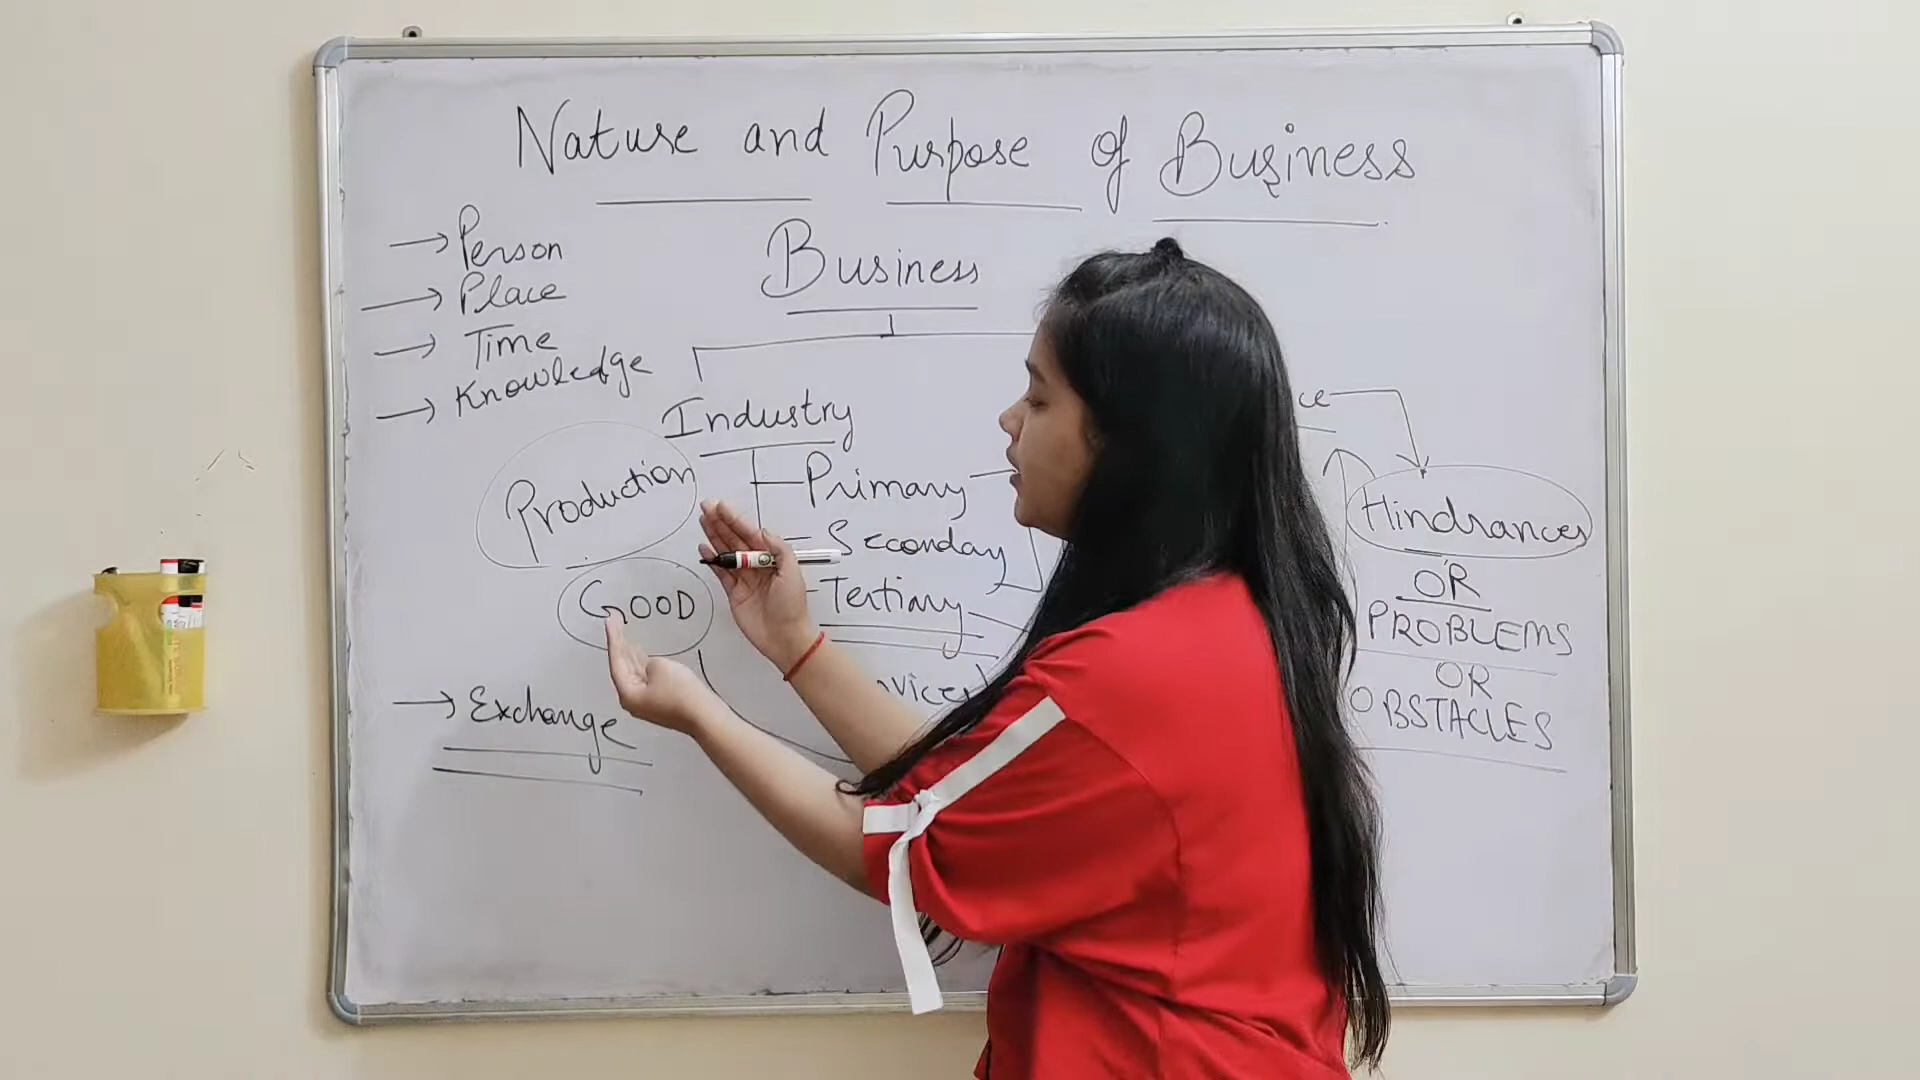 Nature and Purpose of Business
Business
→ Person
→ Place
→ Time
→ Knowledge
Industry
Production
Primary
Seconday
Tertiary
GOOD
→ Exchange
Hindrances
OR
PROBLEMS
OR
OBSTACLES